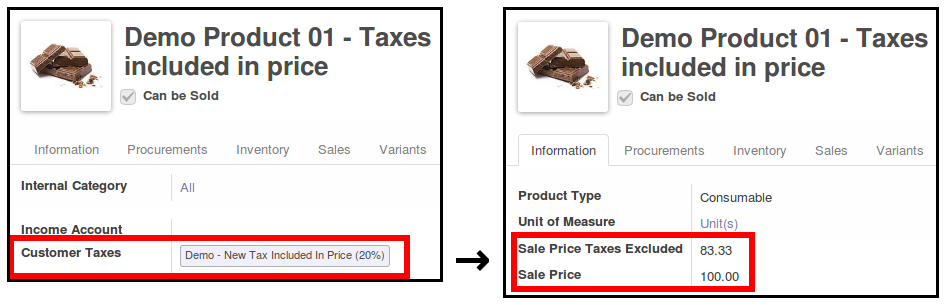 Demo Product 01 - Taxes
included in price
Can be Sold
Information Procurements Inventory Sales Variants
Internal Category All
Income Account
Customer Taxes Demo - New Tax Included In Price (20%)
→
Demo Product 01 - Taxes
included in price
Can be Sold
Information Procurements Inventory Sales Variants
Product Type Consumable
Unit of Measure Unit(s)
Sale Price Taxes Excluded 83.33
Sale Price 100.00